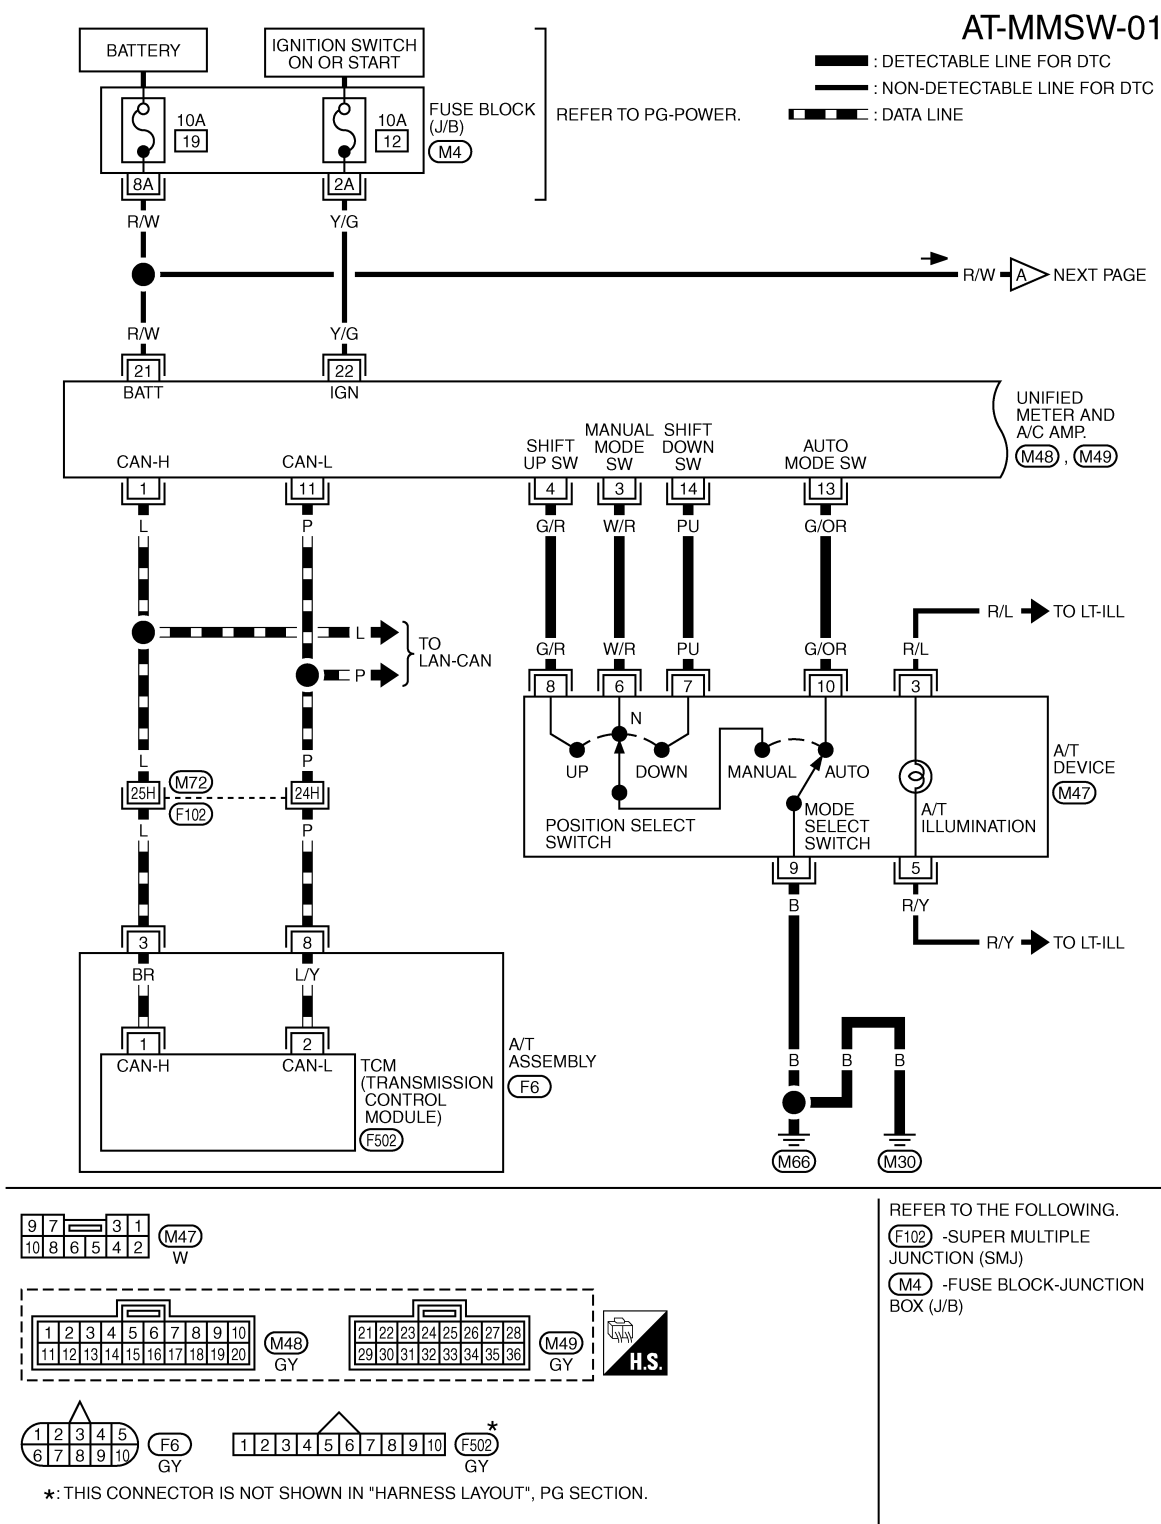 AT-MMSW-01
BATTERY
IGNITION SWITCH
ON OR START
: DETECTABLE LINE FOR DTC
: NON-DETECTABLE LINE FOR DTC
: DATA LINE
10A
19
10A
12
FUSE BLOCK
(J/B)
M4
REFER TO PG-POWER.
8A
2A
R/W
Y/G
R/W
A
NEXT PAGE
R/W
Y/G
21
22
BATT
IGN
UNIFIED
METER AND
A/C AMP.
M48 , M49
CAN-H
CAN-L
SHIFT
UP SW
MANUAL
MODE
SW
SHIFT
DOWN
SW
AUTO
MODE SW
1
11
4
3
14
13
L
P
G/R
W/R
PU
G/OR
L
P
TO
LAN-CAN
R/L
TO LT-ILL
G/R
W/R
PU
G/OR
R/L
8
6
7
10
3
N
UP
DOWN
MANUAL
AUTO
POSITION SELECT
SWITCH
MODE
SELECT
SWITCH
A/T
ILLUMINATION
A/T
DEVICE
M47
L
P
25H
M72
F102
24H
L
P
9
5
B
R/Y
R/Y
TO LT-ILL
3
8
BR
L/Y
1
2
CAN-H
CAN-L
TCM
(TRANSMISSION
CONTROL
MODULE)
F502
A/T
ASSEMBLY
F6
B
B
B
M66
M30
9 7 3 1
10 8 6 5 4 2
M47
W
1 2 3 4 5 6 7 8 9 10
11 12 13 14 15 16 17 18 19 20
M48
GY
21 22 23 24 25 26 27 28
29 30 31 32 33 34 35 36
M49
GY
H.S.
1 2 3 4 5
6 7 8 9 10
F6
GY
1 2 3 4 5 6 7 8 9 10
*
F502
GY
*: THIS CONNECTOR IS NOT SHOWN IN "HARNESS LAYOUT", PG SECTION.
REFER TO THE FOLLOWING.
F102 -SUPER MULTIPLE
JUNCTION (SMJ)
M4 -FUSE BLOCK-JUNCTION
BOX (J/B)